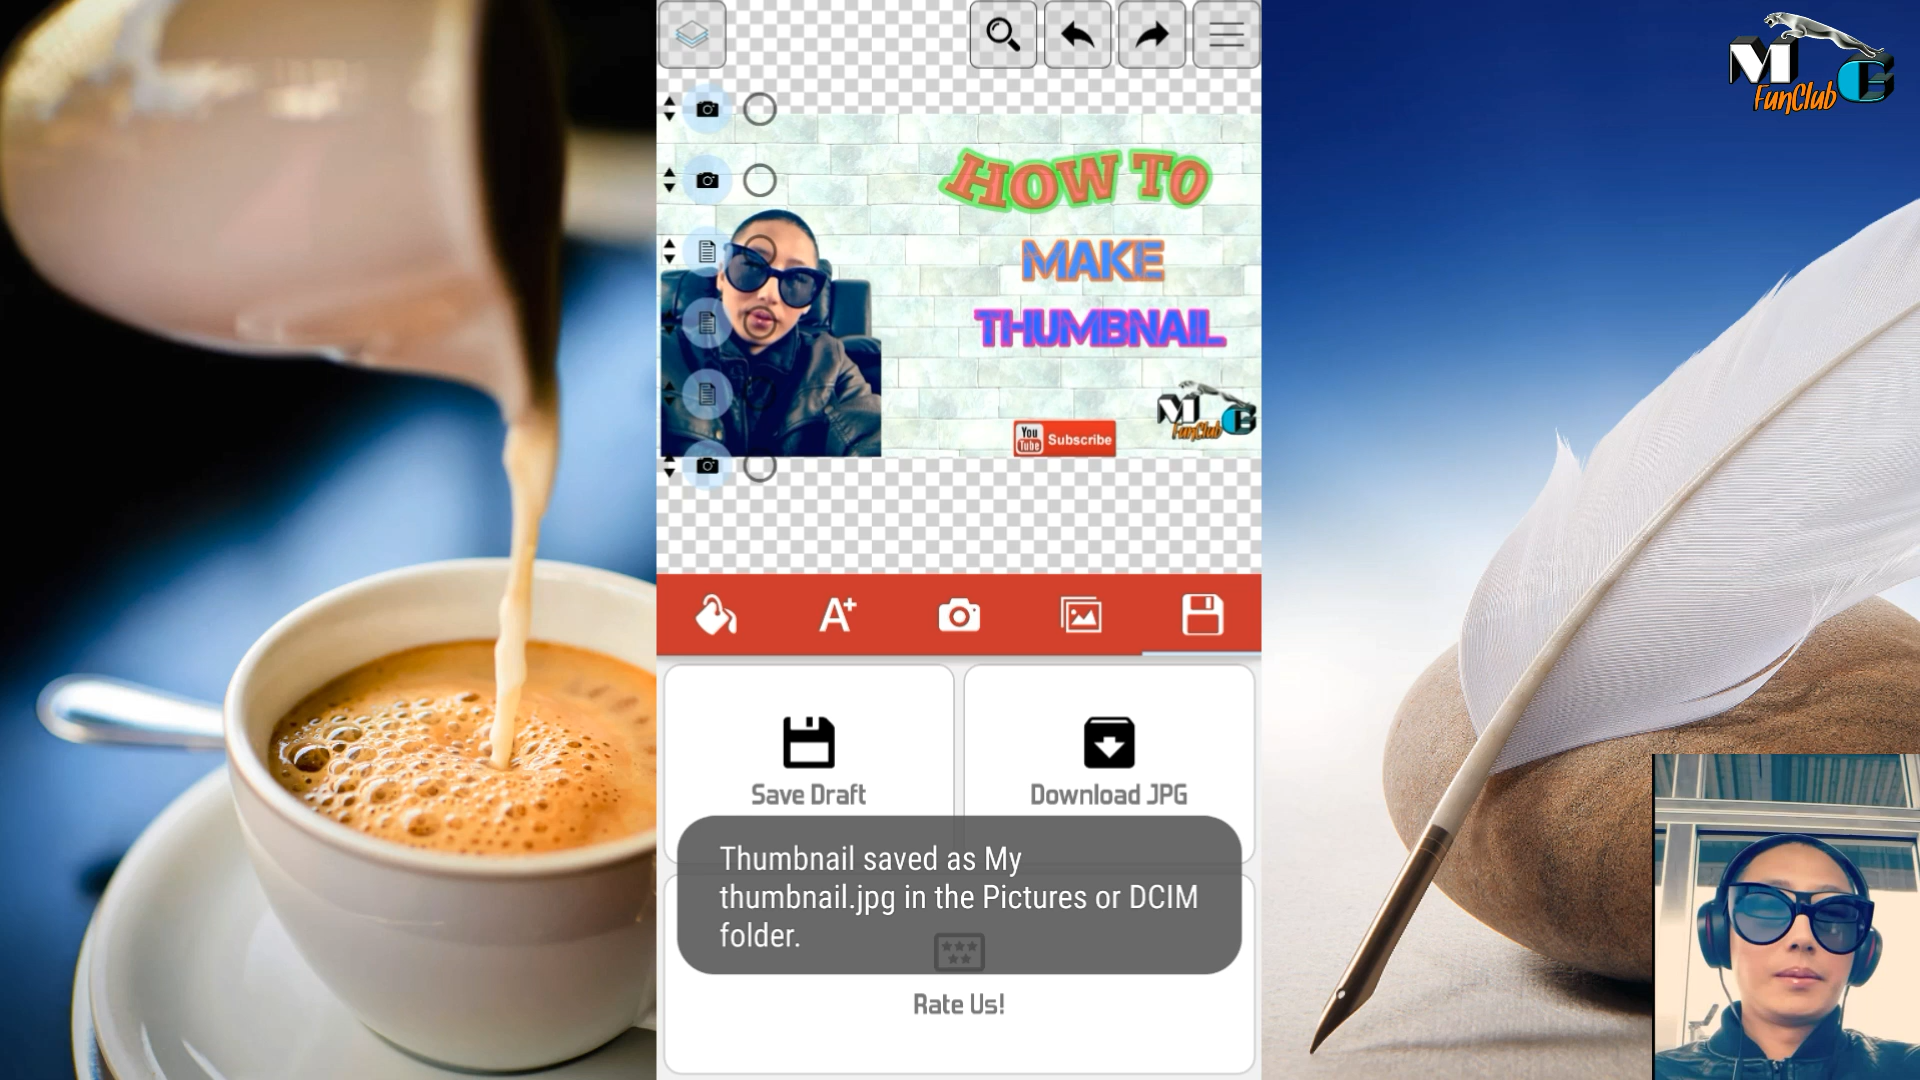 M G
FunClub
HOW TO
MAKE
THUMBNAIL
M G
FunClub
You
Tube
Subscribe
A+
Save Draft
Download JPG
Thumbnail saved as My
thumbnail.jpg in the Pictures or DCIM
folder.
Rate Us!